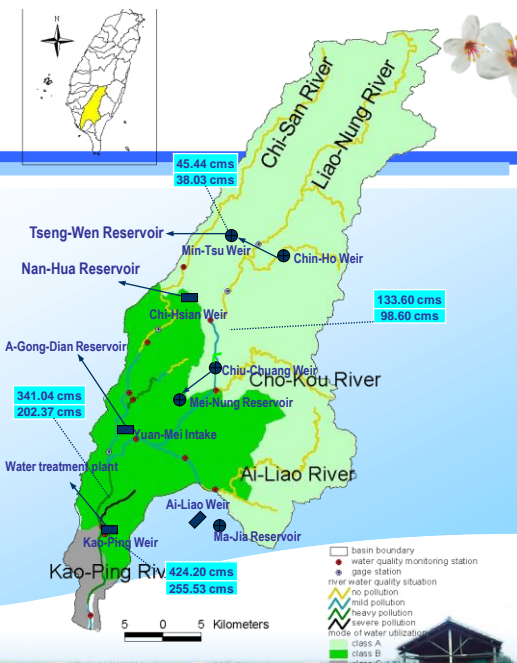 N
Chi-San River
Liao-Nung River
45.44 cms
38.03 cms
Tseng-Wen Reservoir
Min-Tsu Weir
Chin-Ho Weir
Nan-Hua Reservoir
133.60 cms
98.60 cms
Chi-Hsian Weir
A-Gong-Dian Reservoir
Chiu-Chuang Weir
Cho-Kou River
341.04 cms
202.37 cms
Mei-Nung Reservoir
Yuan-Mei Intake
Water treatment plant
Ai-Liao River
Ai-Liao Weir
Kao-Ping Weir
Ma-Jia Reservoir
Kao-Ping Riv
424.20 cms
255.53 cms
5 0 5 Kilometers
basin boundary
water quality monitoring station
gage station
river water quality situation
no pollution
mild pollution
heavy pollution
severe pollution
mode of water utilization
class A
class B